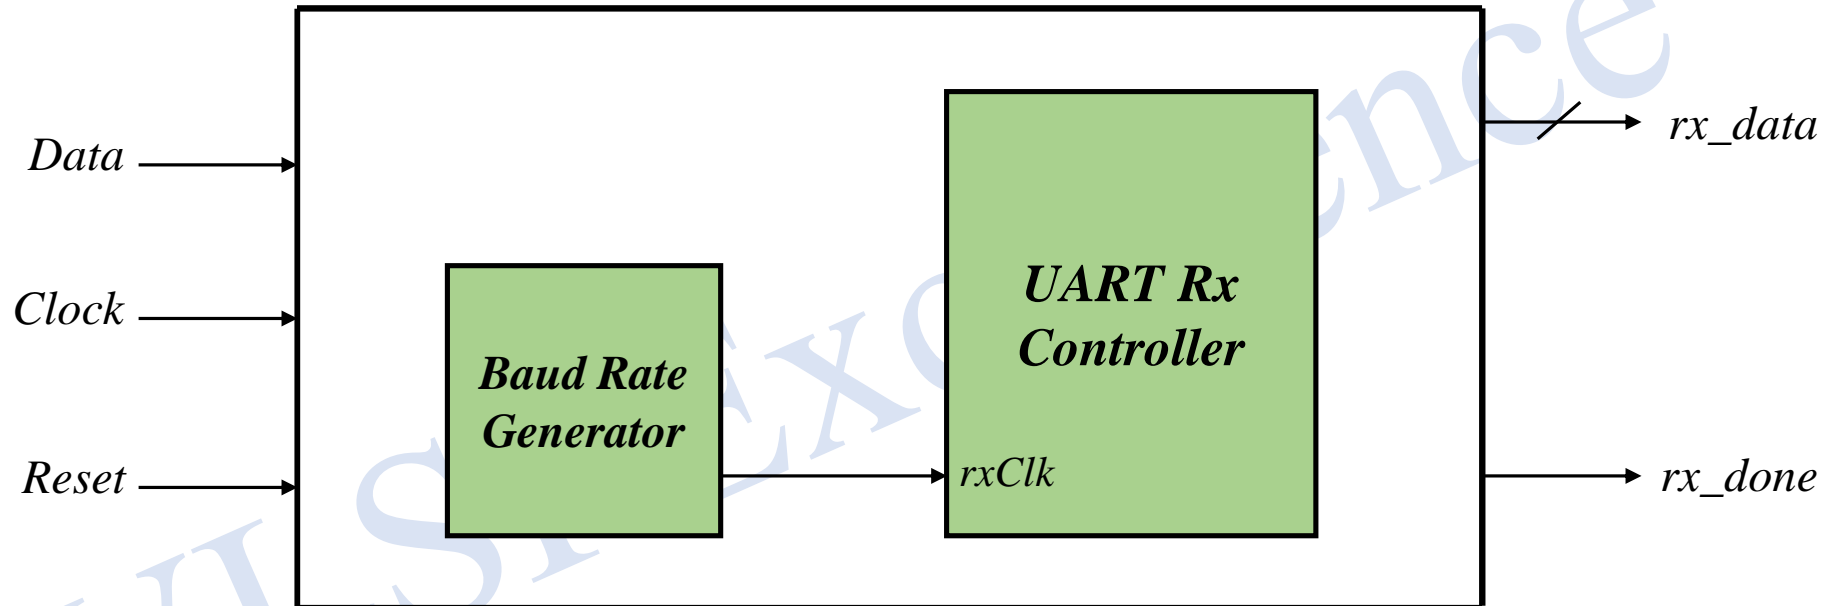 Data
Clock
Reset
Baud Rate
Generator
UART Rx
Controller
rxClk
rx_data
rx_done